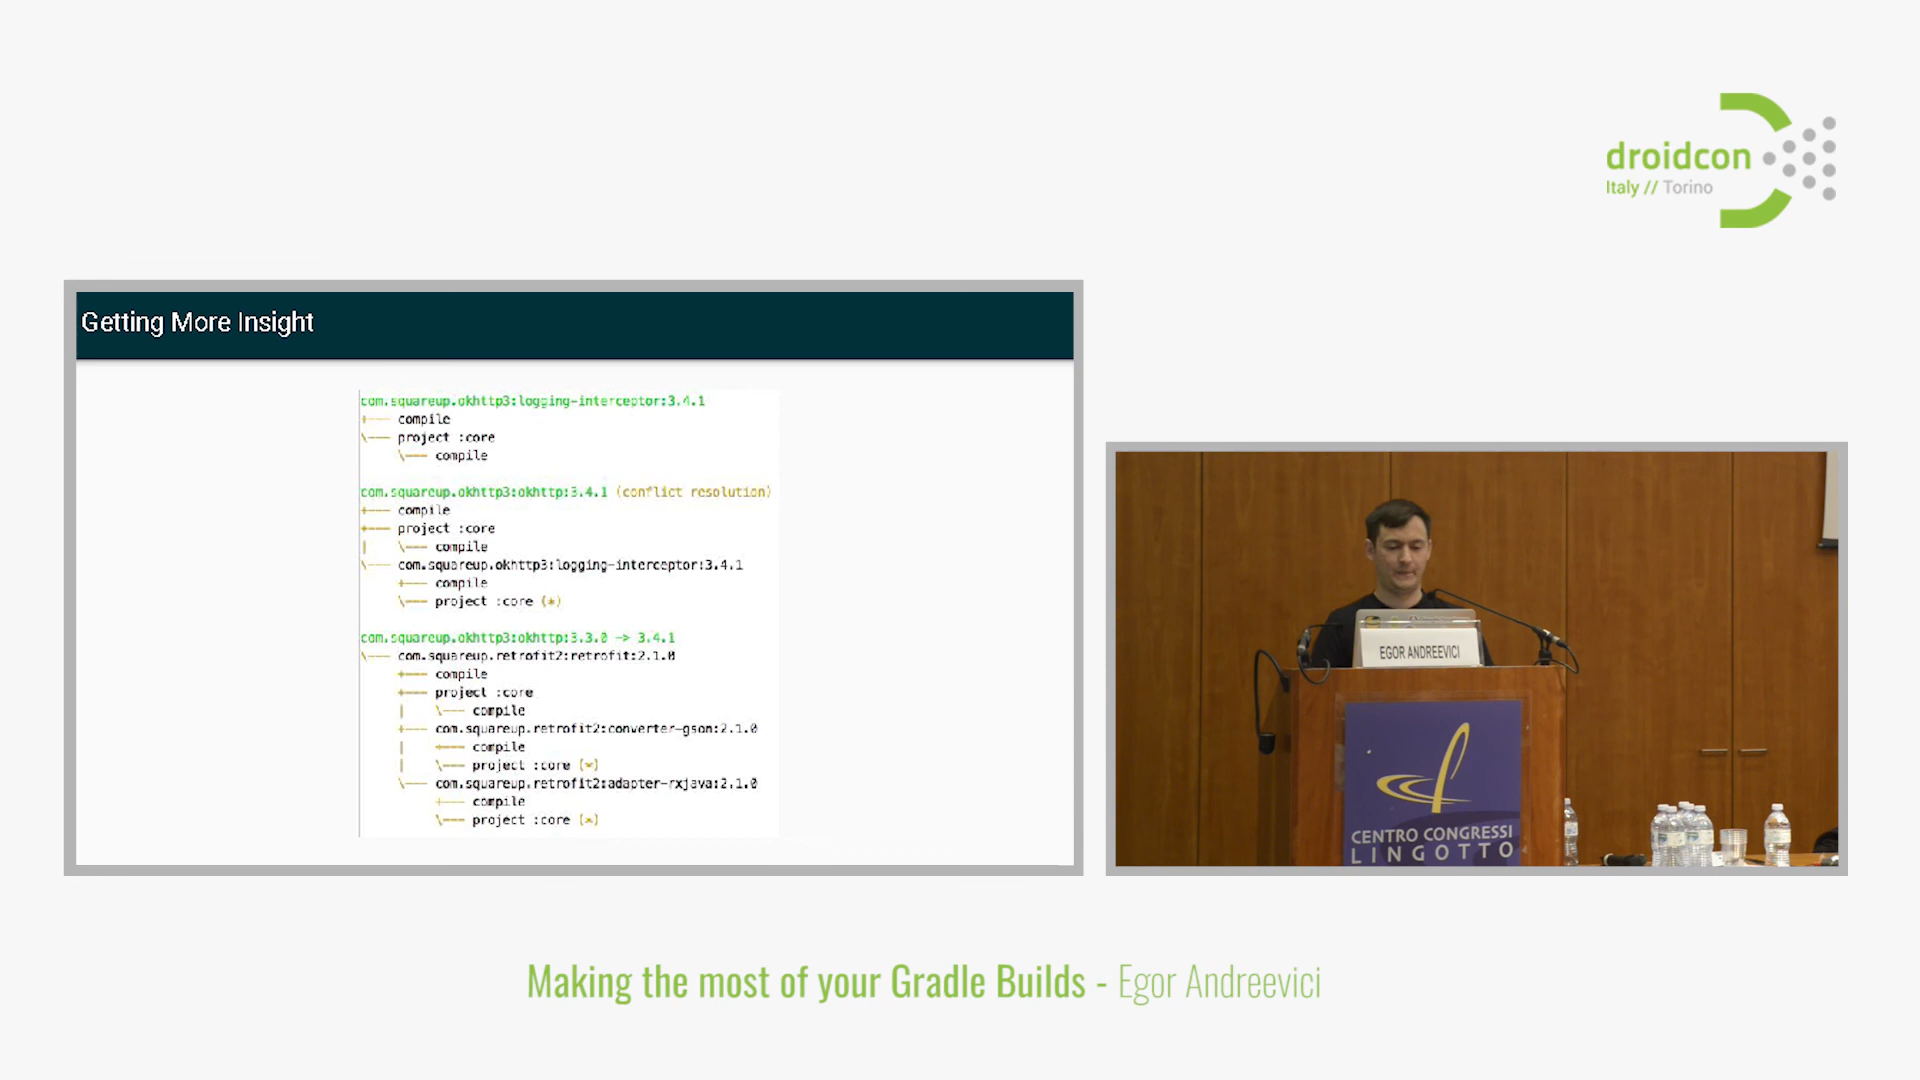 droidcon
Italy // Torino
Getting More Insight
com.squareup.okhttp3:logging-interceptor:3.4.1
+--- compile
\--- project :core
     \--- compile
com.squareup.okhttp3:okhttp:3.4.1 (conflict resolution)
+--- compile
+--- project :core
|    \--- compile
\--- com.squareup.okhttp3:logging-interceptor:3.4.1
     +--- compile
     \--- project :core (*)
com.squareup.okhttp3:okhttp:3.3.0 -> 3.4.1
\--- com.squareup.retrofit2:retrofit:2.1.0
     +--- compile
     +--- project :core
     |    \--- compile
     +--- com.squareup.retrofit2:converter-gson:2.1.0
     |    +--- compile
     |    \--- project :core (*)
     \--- com.squareup.retrofit2:adapter-rxjava:2.1.0
          +--- compile
          \--- project :core (*)
EGOR ANDREEVICI
CENTRO CONGRESSI
LINGOTTO
Making the most of your Gradle Builds - Egor Andreevici